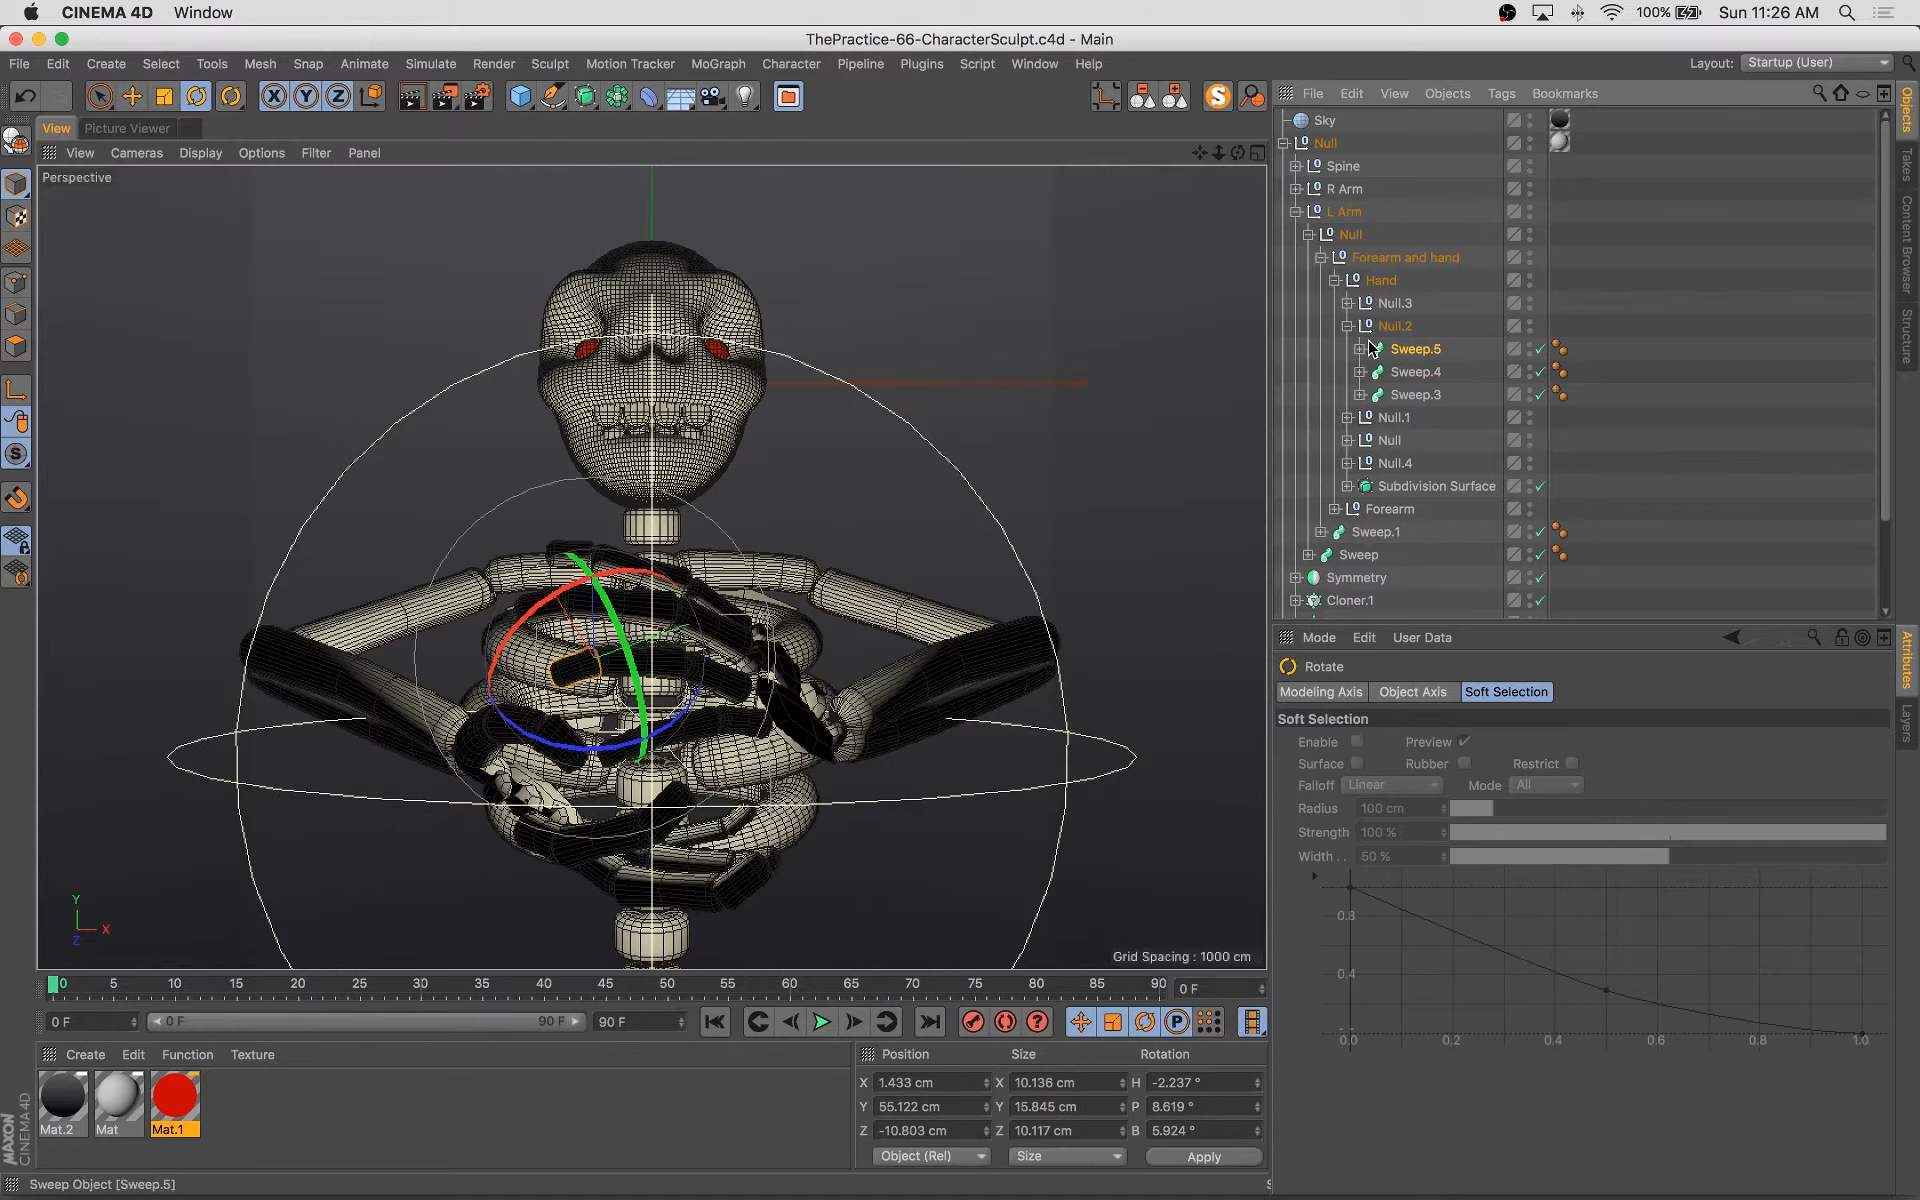 CINEMA 4D Window 100% Sun 11:26 AM
ThePractice-66-CharacterSculpt.c4d - Main
File Edit Create Select Tools Mesh Snap Animate Simulate Render Sculpt Motion Tracker MoGraph Character Pipeline Plugins Script Window Help Layout: Startup (User)
X Y Z S
File Edit View Objects Tags Bookmarks
View Picture Viewer
View Cameras Display Options Filter Panel
Perspective
Sky
Null
Spine
R Arm
L Arm
Null
Forearm and hand
Hand
Null.3
Null.2
Sweep.5
Sweep.4
Sweep.3
Null.1
Null
Null.4
Subdivision Surface
Forearm
Sweep.1
Sweep
Symmetry
Cloner.1
Objects
Takes
Content Browser
Structure
Mode Edit User Data
Rotate
Modeling Axis Object Axis Soft Selection
Soft Selection
Enable Preview
Surface Rubber Restrict
Falloff Linear Mode All
Radius 100 cm
Strength 100 %
Width . . 50 %
0.8
0.4
0.0 0.2 0.4 0.6 0.8 1.0
Attributes
Layers
Y
X
Z
Grid Spacing : 1000 cm
0 5 10 15 20 25 30 35 40 45 50 55 60 65 70 75 80 85 90 0 F
0 F 0 F 90 F 90 F
P
Create Edit Function Texture
Mat.2 Mat Mat.1
Position Size Rotation
X 1.433 cm X 10.136 cm H -2.237 °
Y 55.122 cm Y 15.845 cm P 8.619 °
Z -10.803 cm Z 10.117 cm B 5.924 °
Object (Rel) Size Apply
MAXON
CINEMA 4D
Sweep Object [Sweep.5]